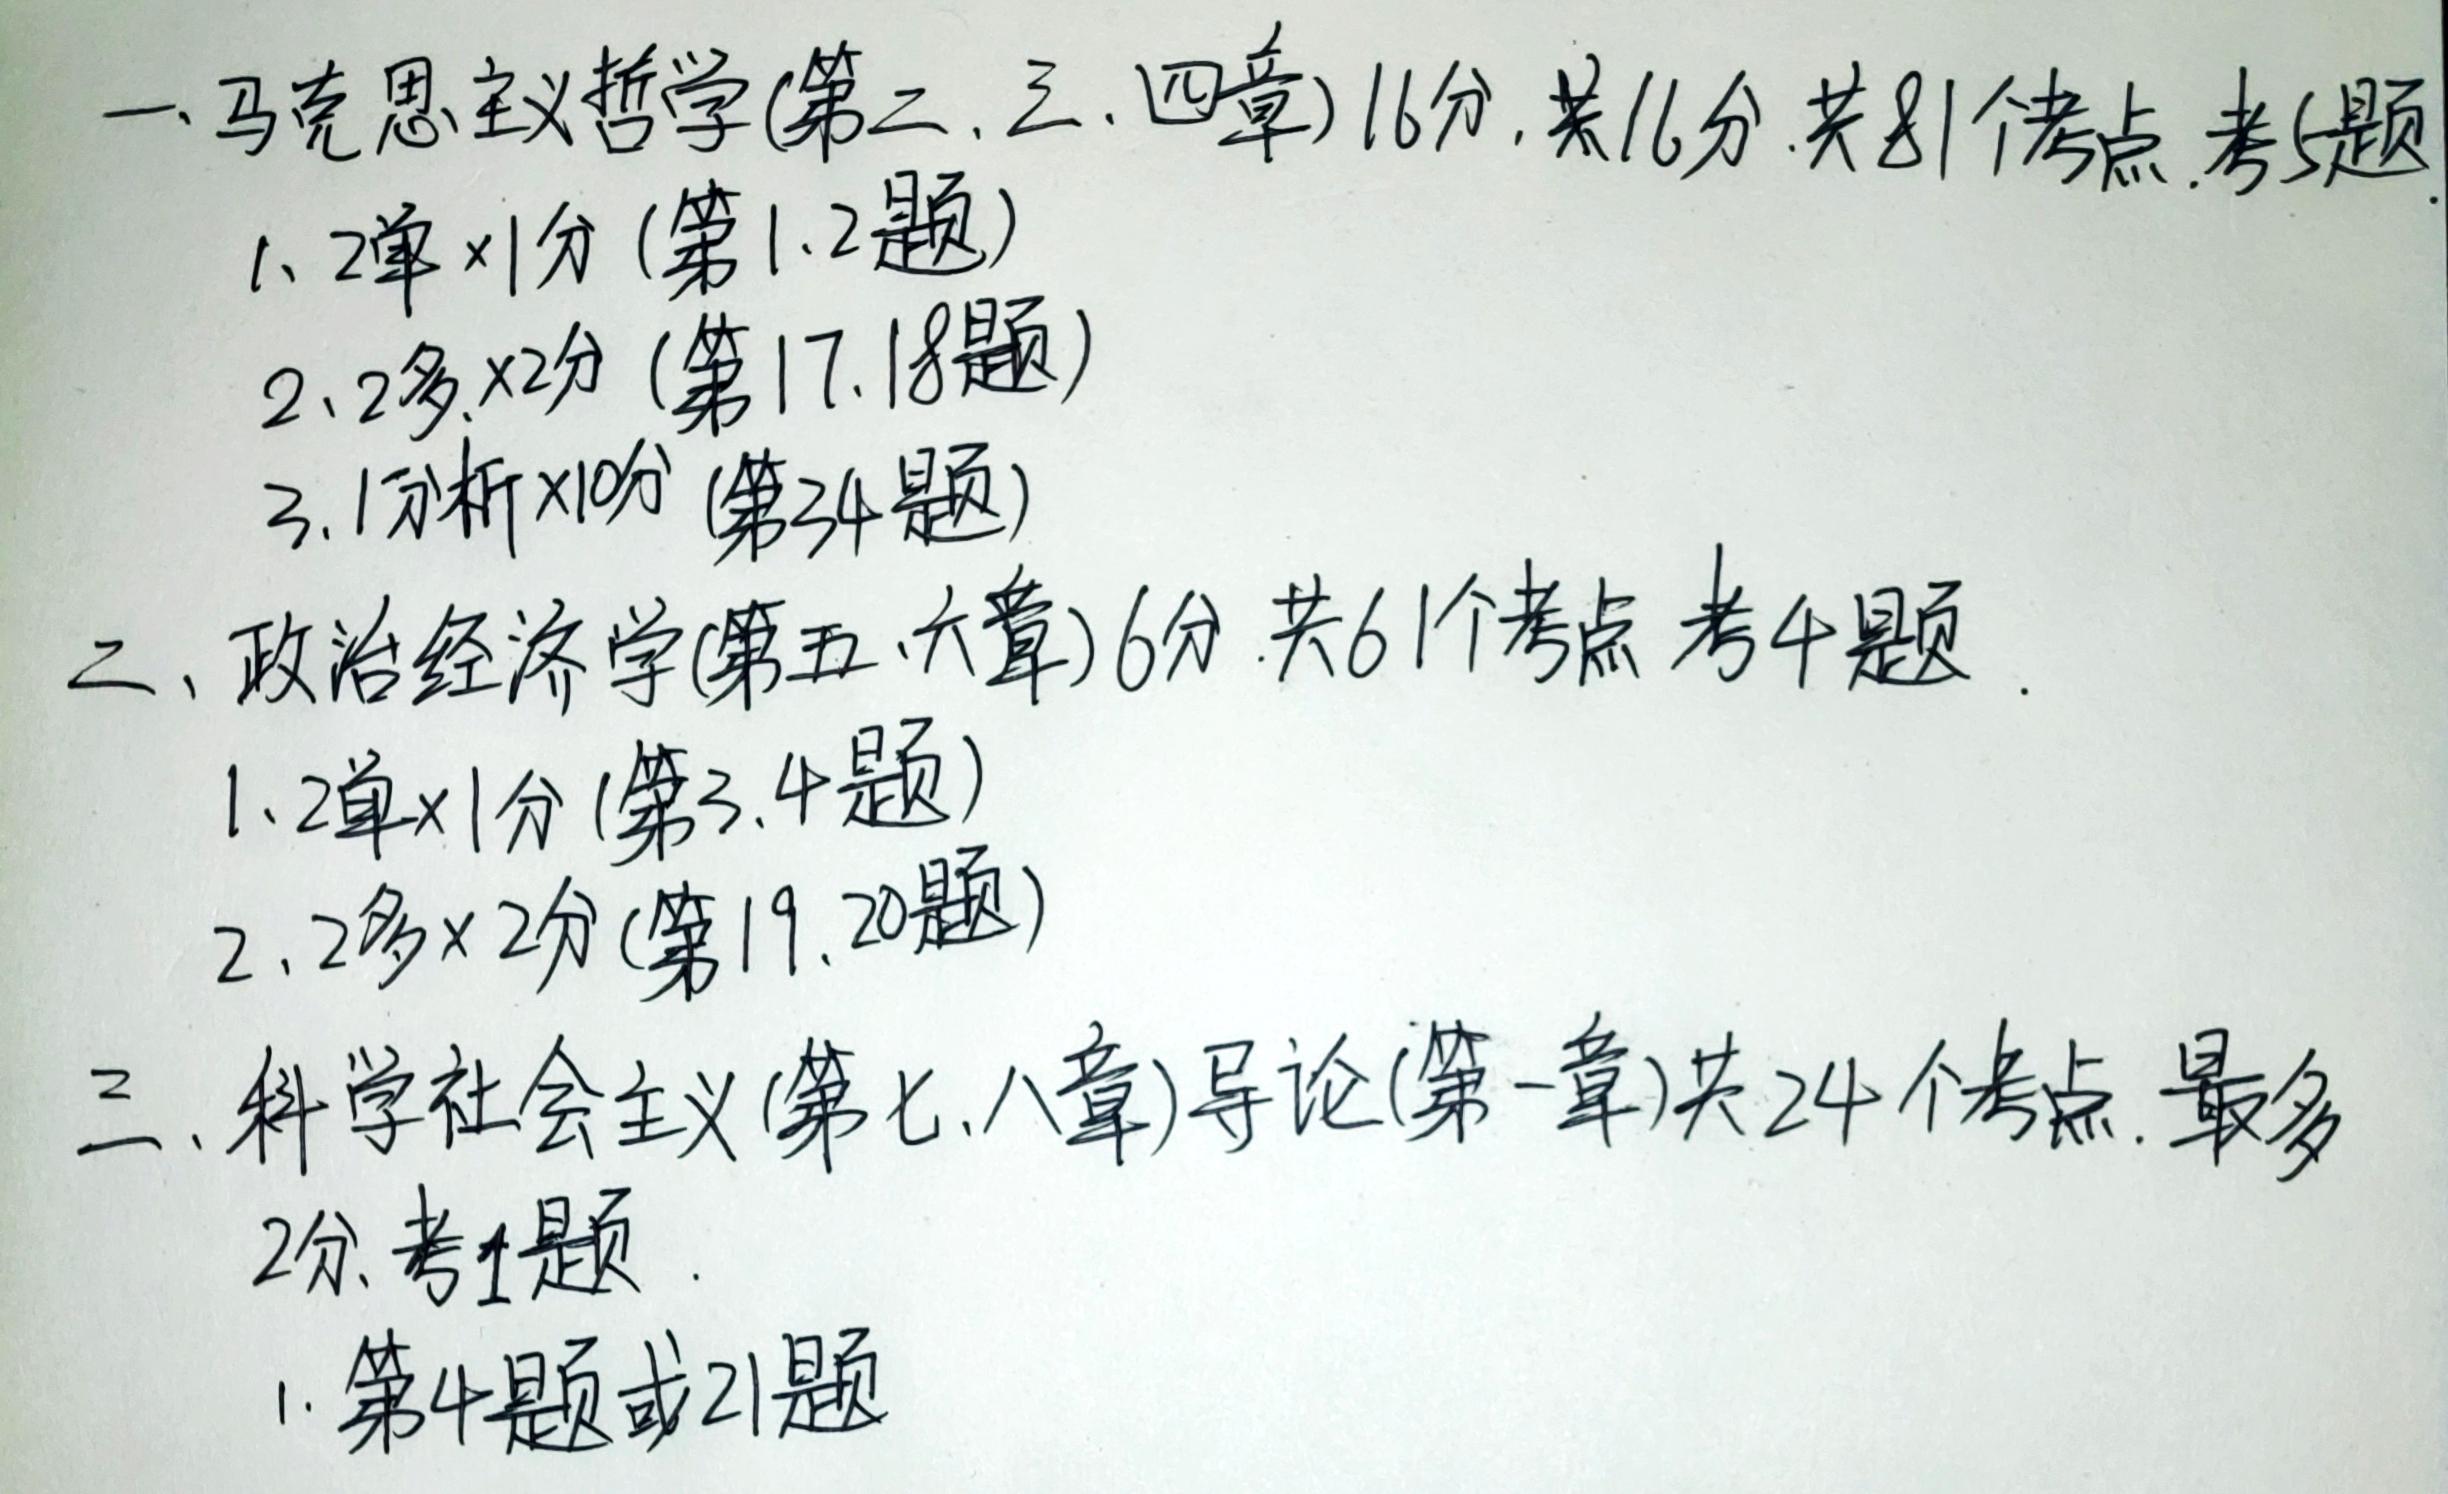 一、马克思主义哲学(第二、三、四章)16分,共16分.共81个考点.考5题.
1、2单×1分(第1、2题)
2、2多×2分(第17、18题)
3、1分析×10分(第34题)
二、政治经济学(第五、六章)6分.共61个考点 考4题.
1、2单×1分(第3、4题)
2、2多×2分(第19、20题)
三、科学社会主义(第七、八章)导论(第一章)共24个考点.最多
2分、考1题.
1.第4题或21题